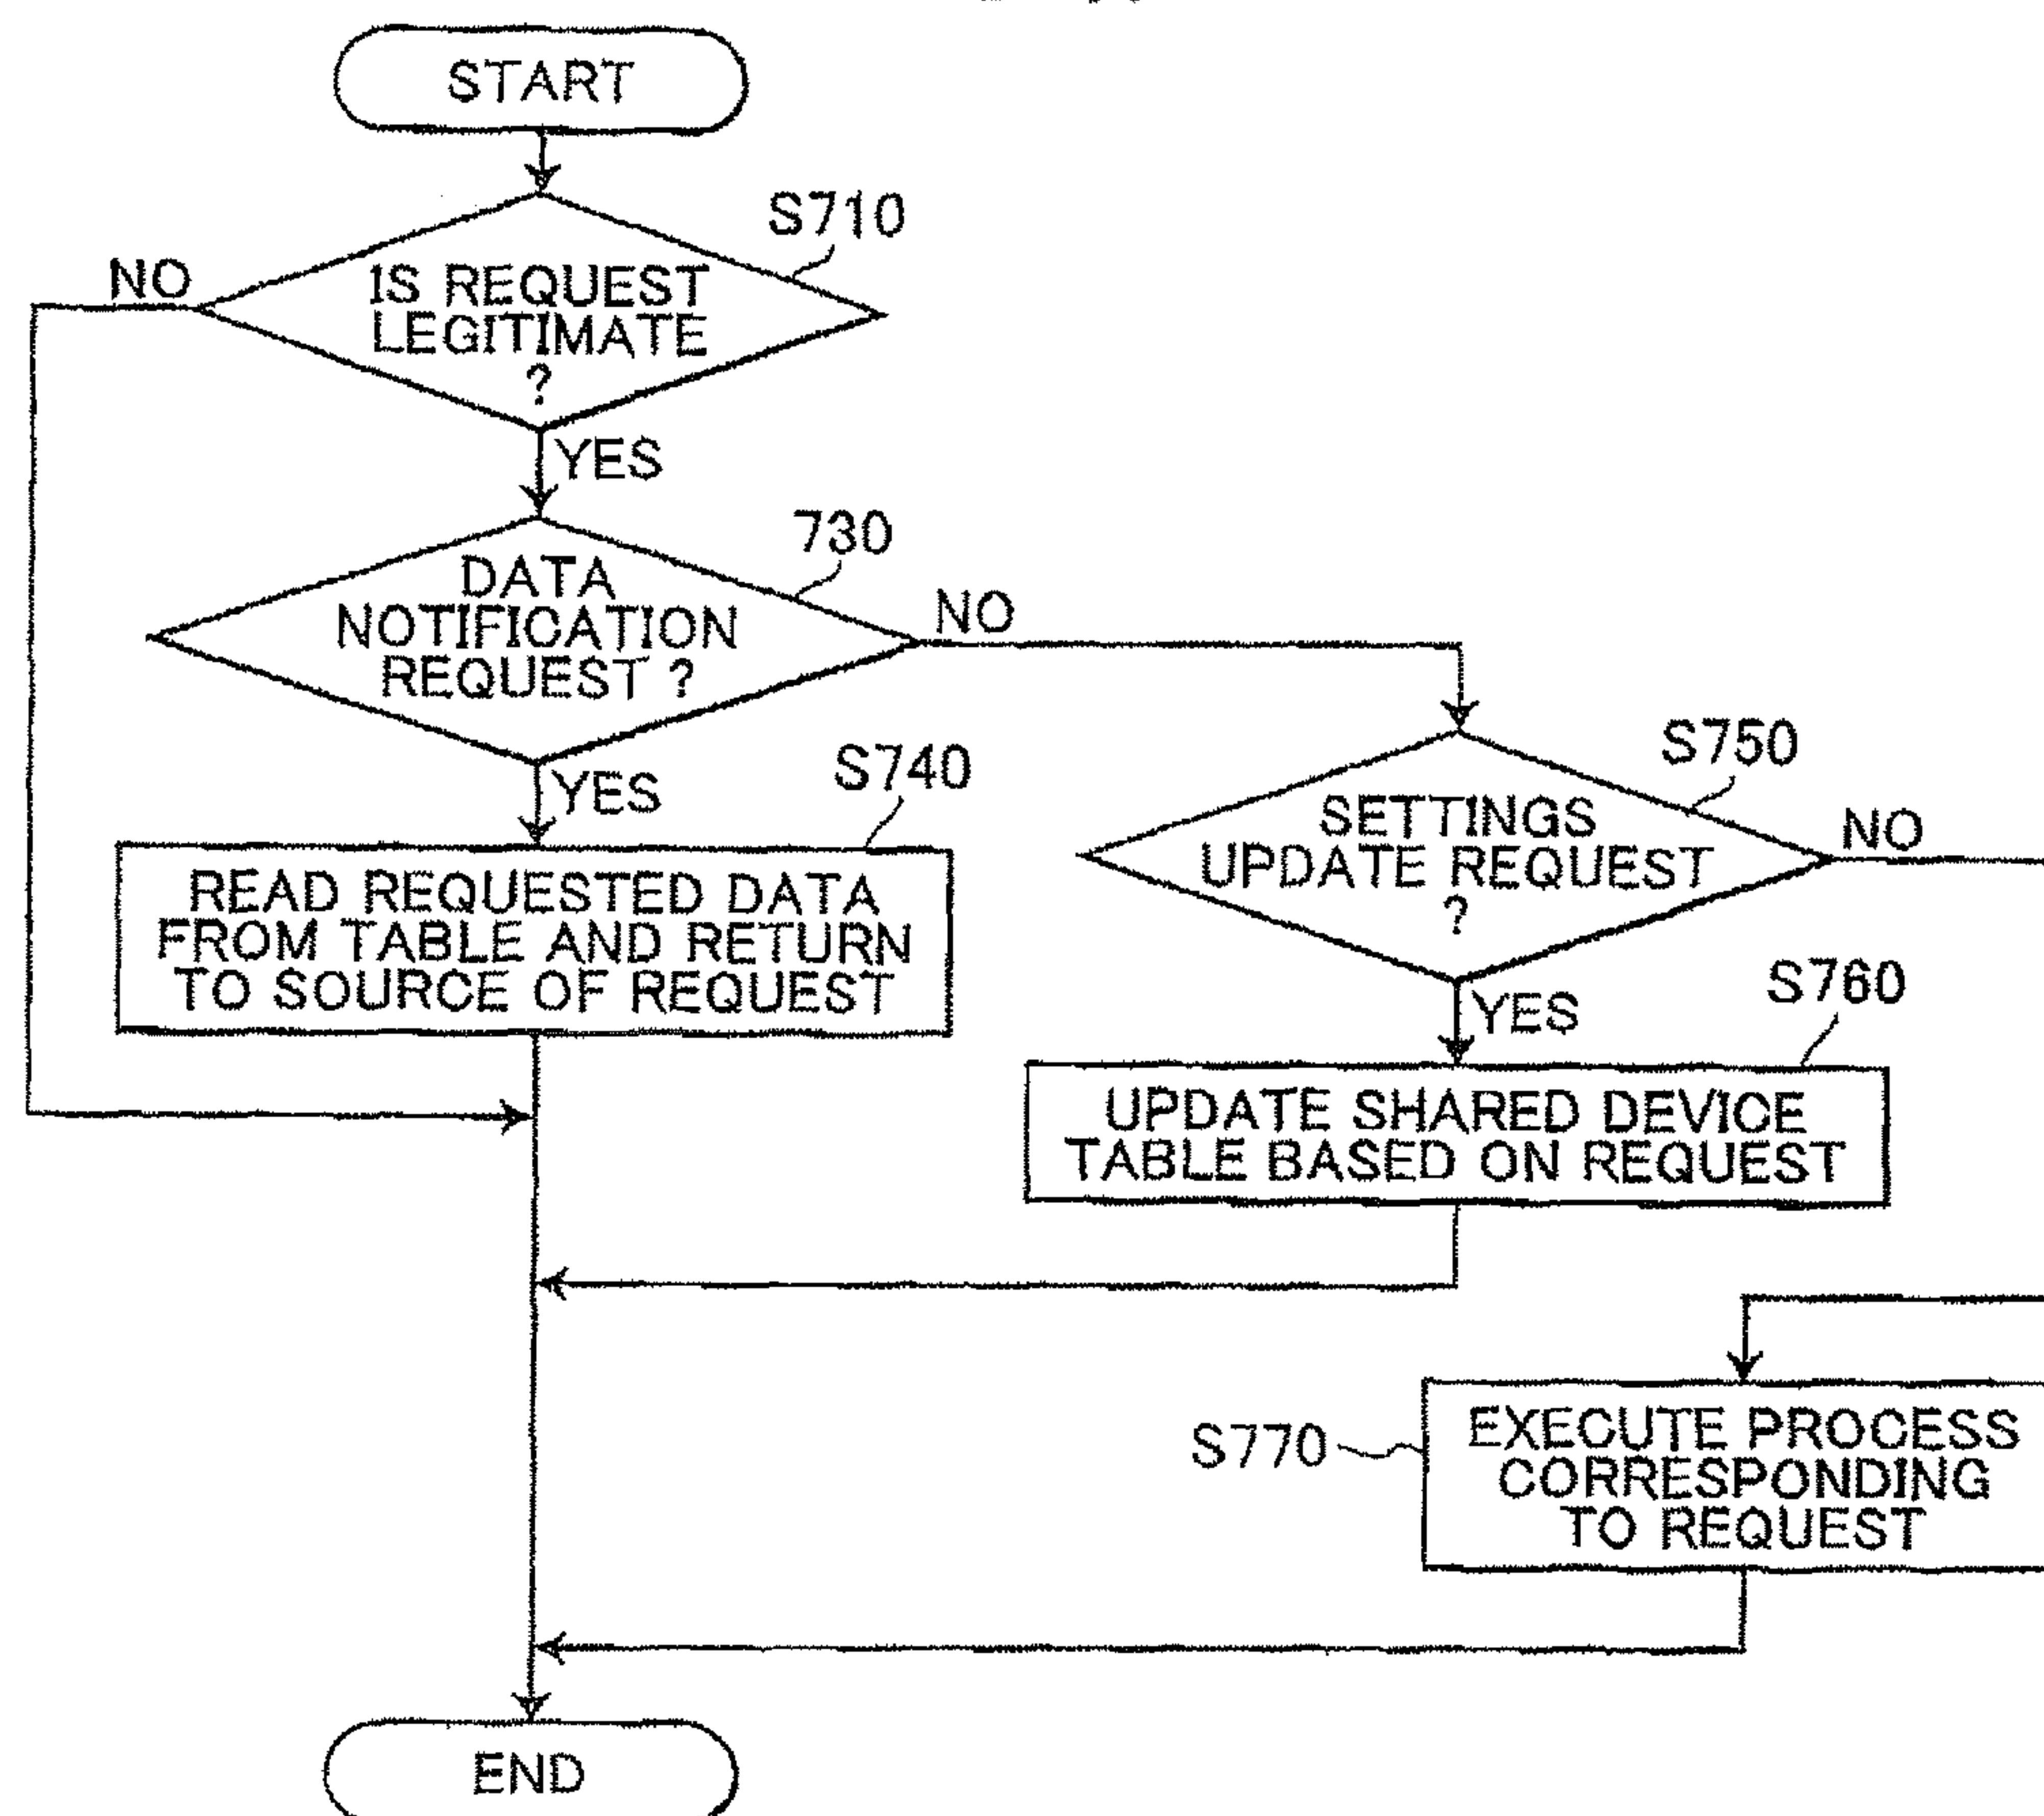 START
S710
NO
IS REQUEST
LEGITIMATE
?
YES
730
DATA
NOTIFICATION
REQUEST ?
NO
YES
S740
READ REQUESTED DATA
FROM TABLE AND RETURN
TO SOURCE OF REQUEST
S750
SETTINGS
UPDATE REQUEST
?
NO
YES
S760
UPDATE SHARED DEVICE
TABLE BASED ON REQUEST
S770
EXECUTE PROCESS
CORRESPONDING
TO REQUEST
END